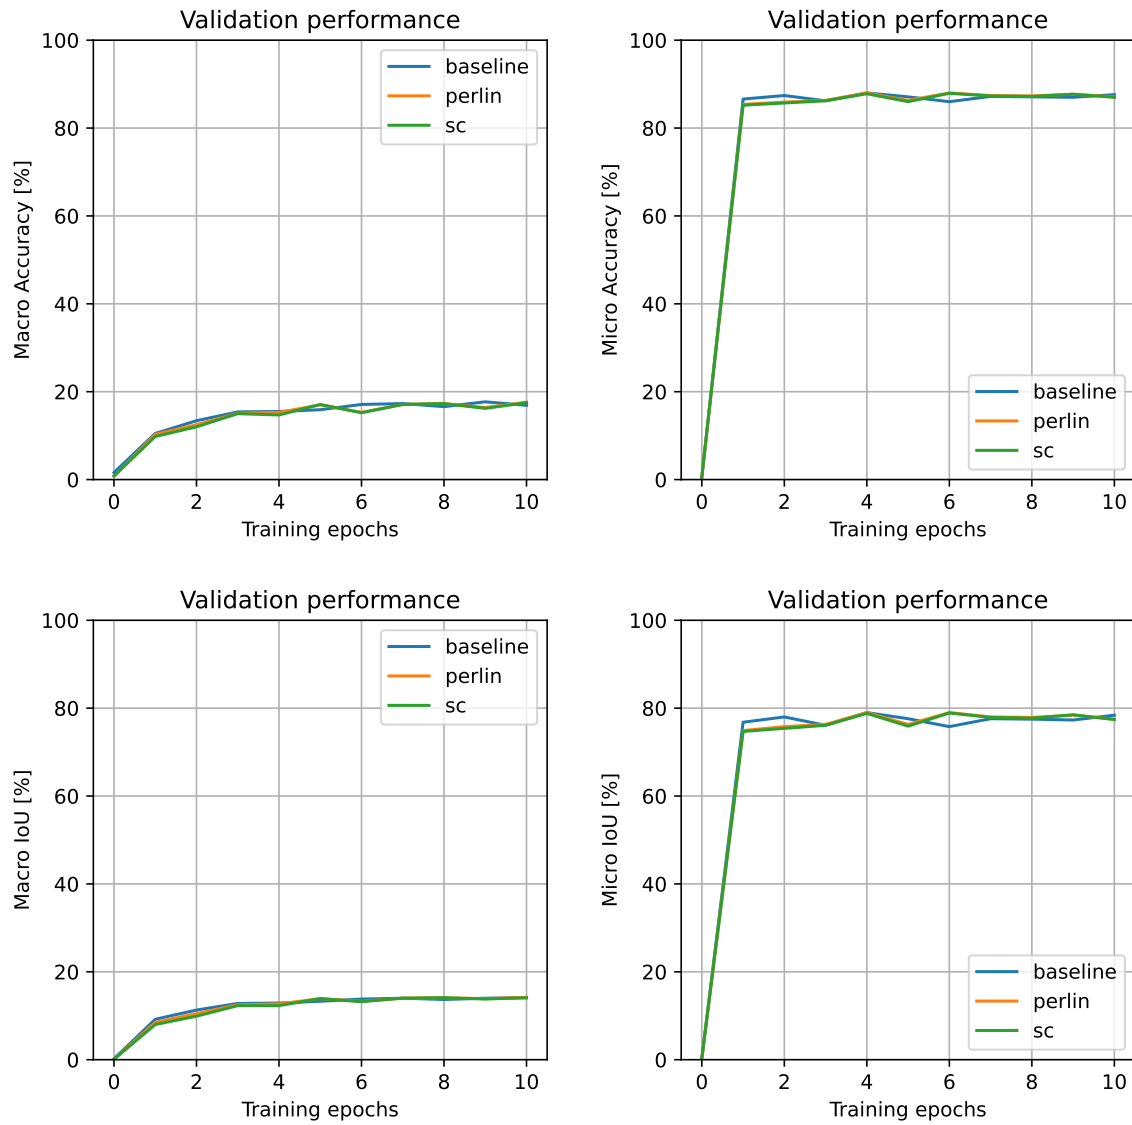 Validation performance
Macro Accuracy [%]
100
80
60
40
20
0
baseline
perlin
sc
0 2 4 6 8 10
Training epochs
Validation performance
Micro Accuracy [%]
100
80
60
40
20
0
baseline
perlin
sc
0 2 4 6 8 10
Training epochs
Validation performance
Macro IoU [%]
100
80
60
40
20
0
baseline
perlin
sc
0 2 4 6 8 10
Training epochs
Validation performance
Micro IoU [%]
100
80
60
40
20
0
baseline
perlin
sc
0 2 4 6 8 10
Training epochs